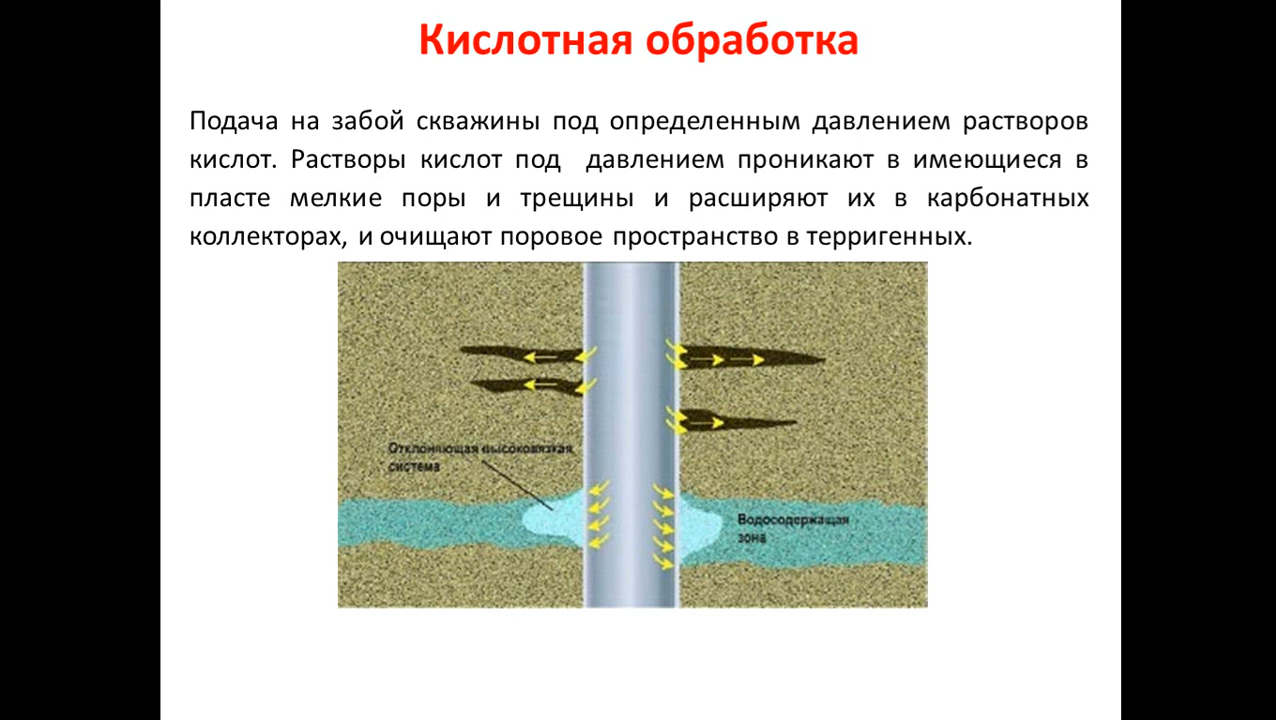 Кислотная обработка
Подача на забой скважины под определенным давлением растворов
кислот. Растворы кислот под давлением проникают в имеющиеся в
пласте мелкие поры и трещины и расширяют их в карбонатных
коллекторах, и очищают поровое пространство в терригенных.
Отклоняющая высоковязкая
система
Водосодержащая
зона